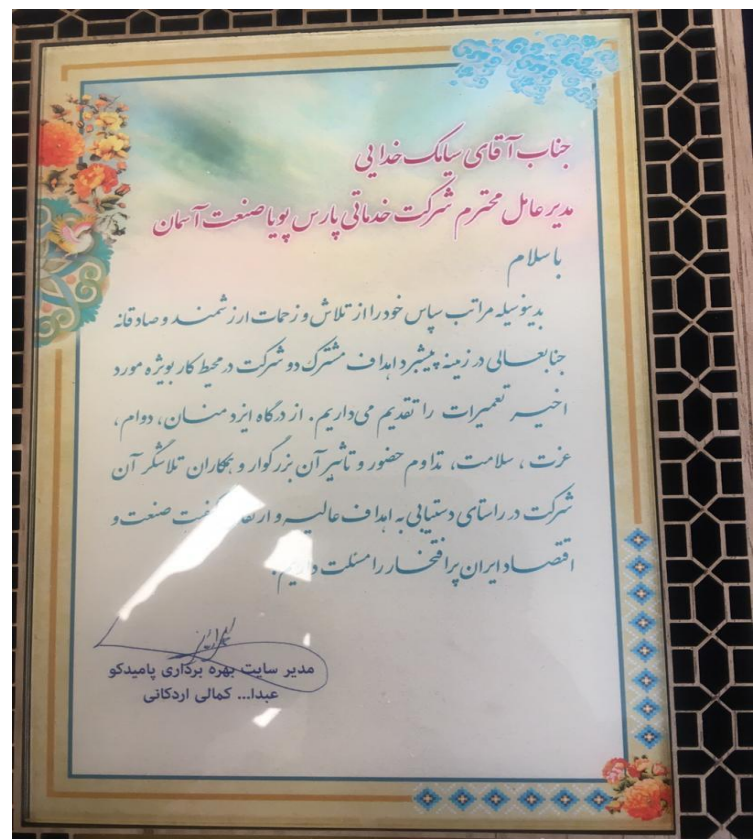 جناب آقای سالک خدایی
مدیر عامل محترم شرکت خدماتی پارس پویا صنعت آسمان
با سلام
بدینوسیله مراتب سپاس خود را از تلاش و زحمات ارزشمند و صادقانه
جنابعالی در زمینه پیشبرد اهداف مشترک دو شرکت در محیط کار بویژه مورد
اخیر تعمیرات را تقدیم می‌داریم. از درگاه ایزد منان، دوام،
عزت، سلامت، تداوم حضور و تاثیر آن بزرگوار و همکاران تلاشگر آن
شرکت در راستای دستیابی به اهداف عالیه و ارتقاء کیفیت صنعت و
اقتصاد ایران پرافتخار را مسئلت داریم.
مدیر سایت بهره برداری پامیدکو
عبدا... کمالی اردکانی